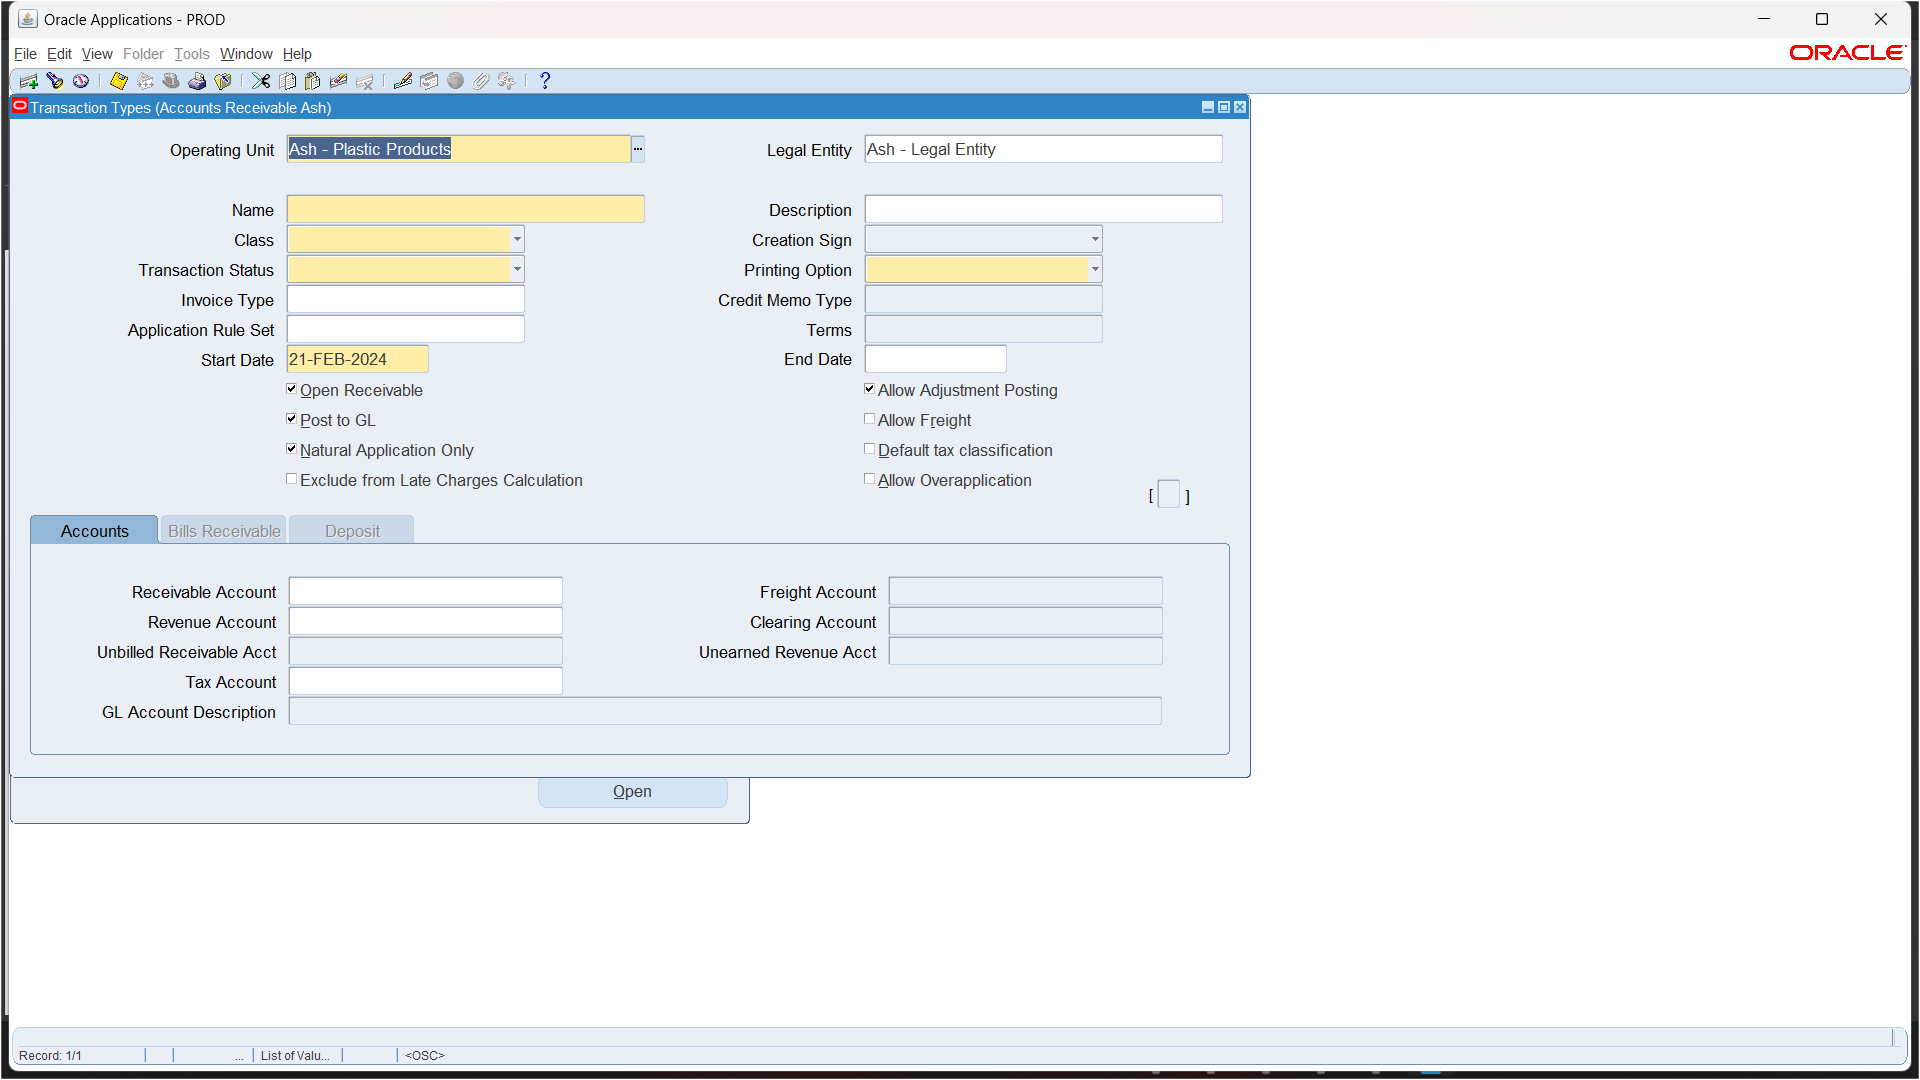 Oracle Applications - PROD
File Edit View Folder Tools Window Help
ORACLE
?
Transaction Types (Accounts Receivable Ash)
Operating Unit Ash - Plastic Products ... Legal Entity Ash - Legal Entity
Name Description
Class Creation Sign
Transaction Status Printing Option
Invoice Type Credit Memo Type
Application Rule Set Terms
Start Date 21-FEB-2024 End Date
Open Receivable Allow Adjustment Posting
Post to GL Allow Freight
Natural Application Only Default tax classification
Exclude from Late Charges Calculation Allow Overapplication
[ ]
Accounts Bills Receivable Deposit
Receivable Account Freight Account
Revenue Account Clearing Account
Unbilled Receivable Acct Unearned Revenue Acct
Tax Account
GL Account Description
Open
Record: 1/1 ... List of Valu... <OSC>